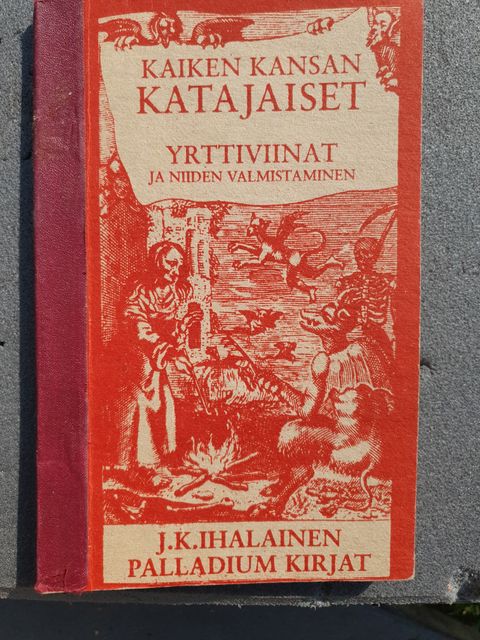 KAIKEN KANSAN
KATAJAISET
YRTTIVIINAT
JA NIIDEN VALMISTAMINEN
J.K.IHALAINEN
PALLADIUM KIRJAT